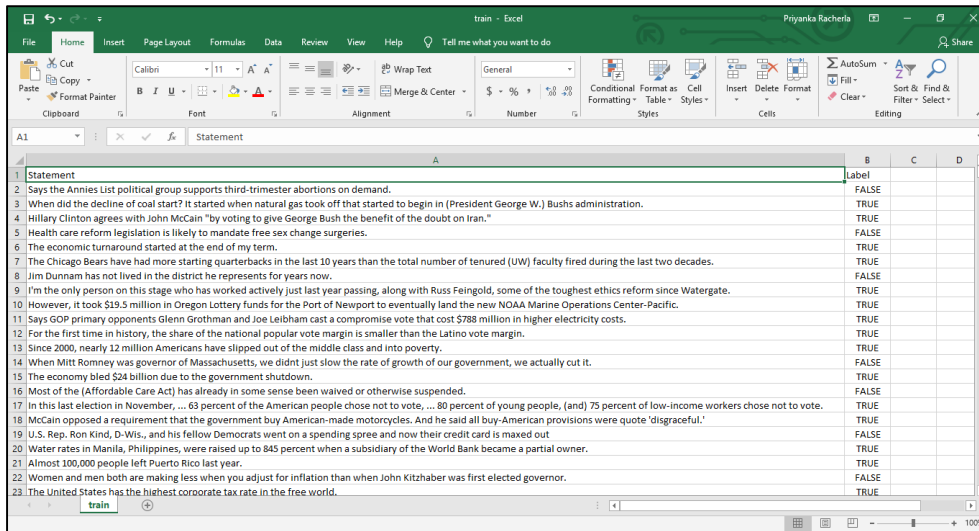 train - Excel
Priyanka Racherla
File Home Insert Page Layout Formulas Data Review View Help Tell me what you want to do Share
Paste
Cut
Copy
Format Painter
Clipboard
Calibri 11 A A
B I U A
Font
Wrap Text
Merge & Center
Alignment
General
$ % ,
Number
Conditional Formatting
Format as Table
Cell Styles
Styles
Insert Delete Format
Cells
AutoSum
Fill
Clear
Sort & Filter
Find & Select
Editing
A1 fx Statement
A B C D
1 Statement Label
2 Says the Annies List political group supports third-trimester abortions on demand. FALSE
3 When did the decline of coal start? It started when natural gas took off that started to begin in (President George W.) Bushs administration. TRUE
4 Hillary Clinton agrees with John McCain "by voting to give George Bush the benefit of the doubt on Iran." TRUE
5 Health care reform legislation is likely to mandate free sex change surgeries. FALSE
6 The economic turnaround started at the end of my term. TRUE
7 The Chicago Bears have had more starting quarterbacks in the last 10 years than the total number of tenured (UW) faculty fired during the last two decades. TRUE
8 Jim Dunnam has not lived in the district he represents for years now. FALSE
9 I'm the only person on this stage who has worked actively just last year passing, along with Russ Feingold, some of the toughest ethics reform since Watergate. TRUE
10 However, it took $19.5 million in Oregon Lottery funds for the Port of Newport to eventually land the new NOAA Marine Operations Center-Pacific. TRUE
11 Says GOP primary opponents Glenn Grothman and Joe Leibham cast a compromise vote that cost $788 million in higher electricity costs. TRUE
12 For the first time in history, the share of the national popular vote margin is smaller than the Latino vote margin. TRUE
13 Since 2000, nearly 12 million Americans have slipped out of the middle class and into poverty. TRUE
14 When Mitt Romney was governor of Massachusetts, we didnt just slow the rate of growth of our government, we actually cut it. FALSE
15 The economy bled $24 billion due to the government shutdown. TRUE
16 Most of the (Affordable Care Act) has already in some sense been waived or otherwise suspended. FALSE
17 In this last election in November, ... 63 percent of the American people chose not to vote, ... 80 percent of young people, (and) 75 percent of low-income workers chose not to vote. TRUE
18 McCain opposed a requirement that the government buy American-made motorcycles. And he said all buy-American provisions were quote 'disgraceful.' TRUE
19 U.S. Rep. Ron Kind, D-Wis., and his fellow Democrats went on a spending spree and now their credit card is maxed out FALSE
20 Water rates in Manila, Philippines, were raised up to 845 percent when a subsidiary of the World Bank became a partial owner. TRUE
21 Almost 100,000 people left Puerto Rico last year. TRUE
22 Women and men both are making less when you adjust for inflation than when John Kitzhaber was first elected governor. FALSE
23 The United States has the highest corporate tax rate in the free world. TRUE
train